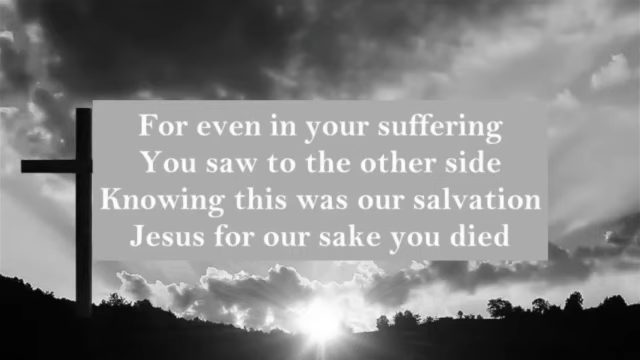 For even in your suffering
You saw to the other side
Knowing this was our salvation
Jesus for our sake you died